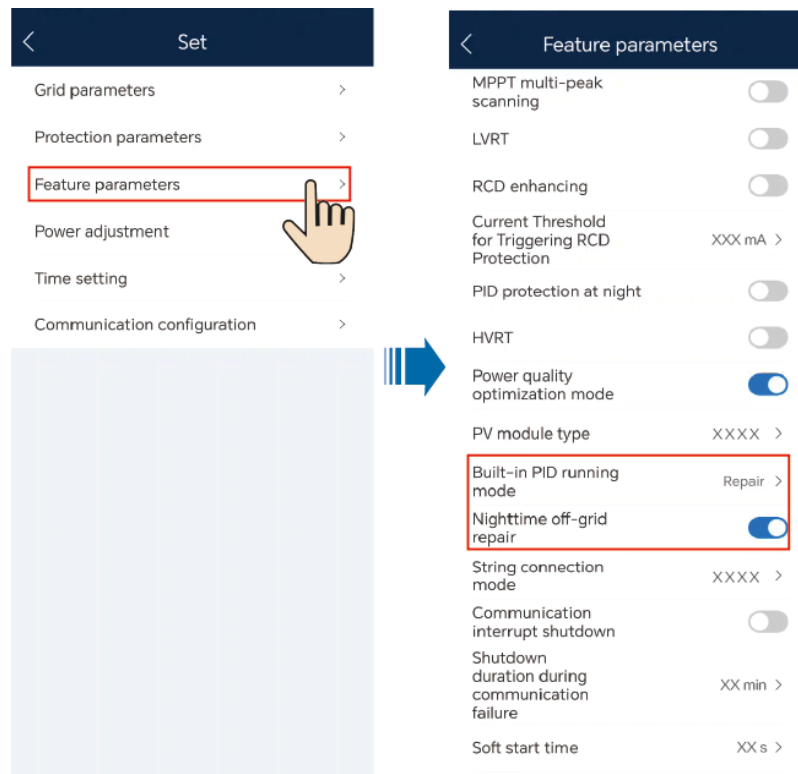 Set
Grid parameters
Protection parameters
Feature parameters
Power adjustment
Time setting
Communication configuration
Feature parameters
MPPT multi-peak
scanning
LVRT
RCD enhancing
Current Threshold
for Triggering RCD
Protection
XXX mA
PID protection at night
HVRT
Power quality
optimization mode
PV module type
XXXX
Built-in PID running
mode
Repair
Nighttime off-grid
repair
String connection
mode
XXXX
Communication
interrupt shutdown
Shutdown
duration during
communication
failure
XX min
Soft start time
XX s